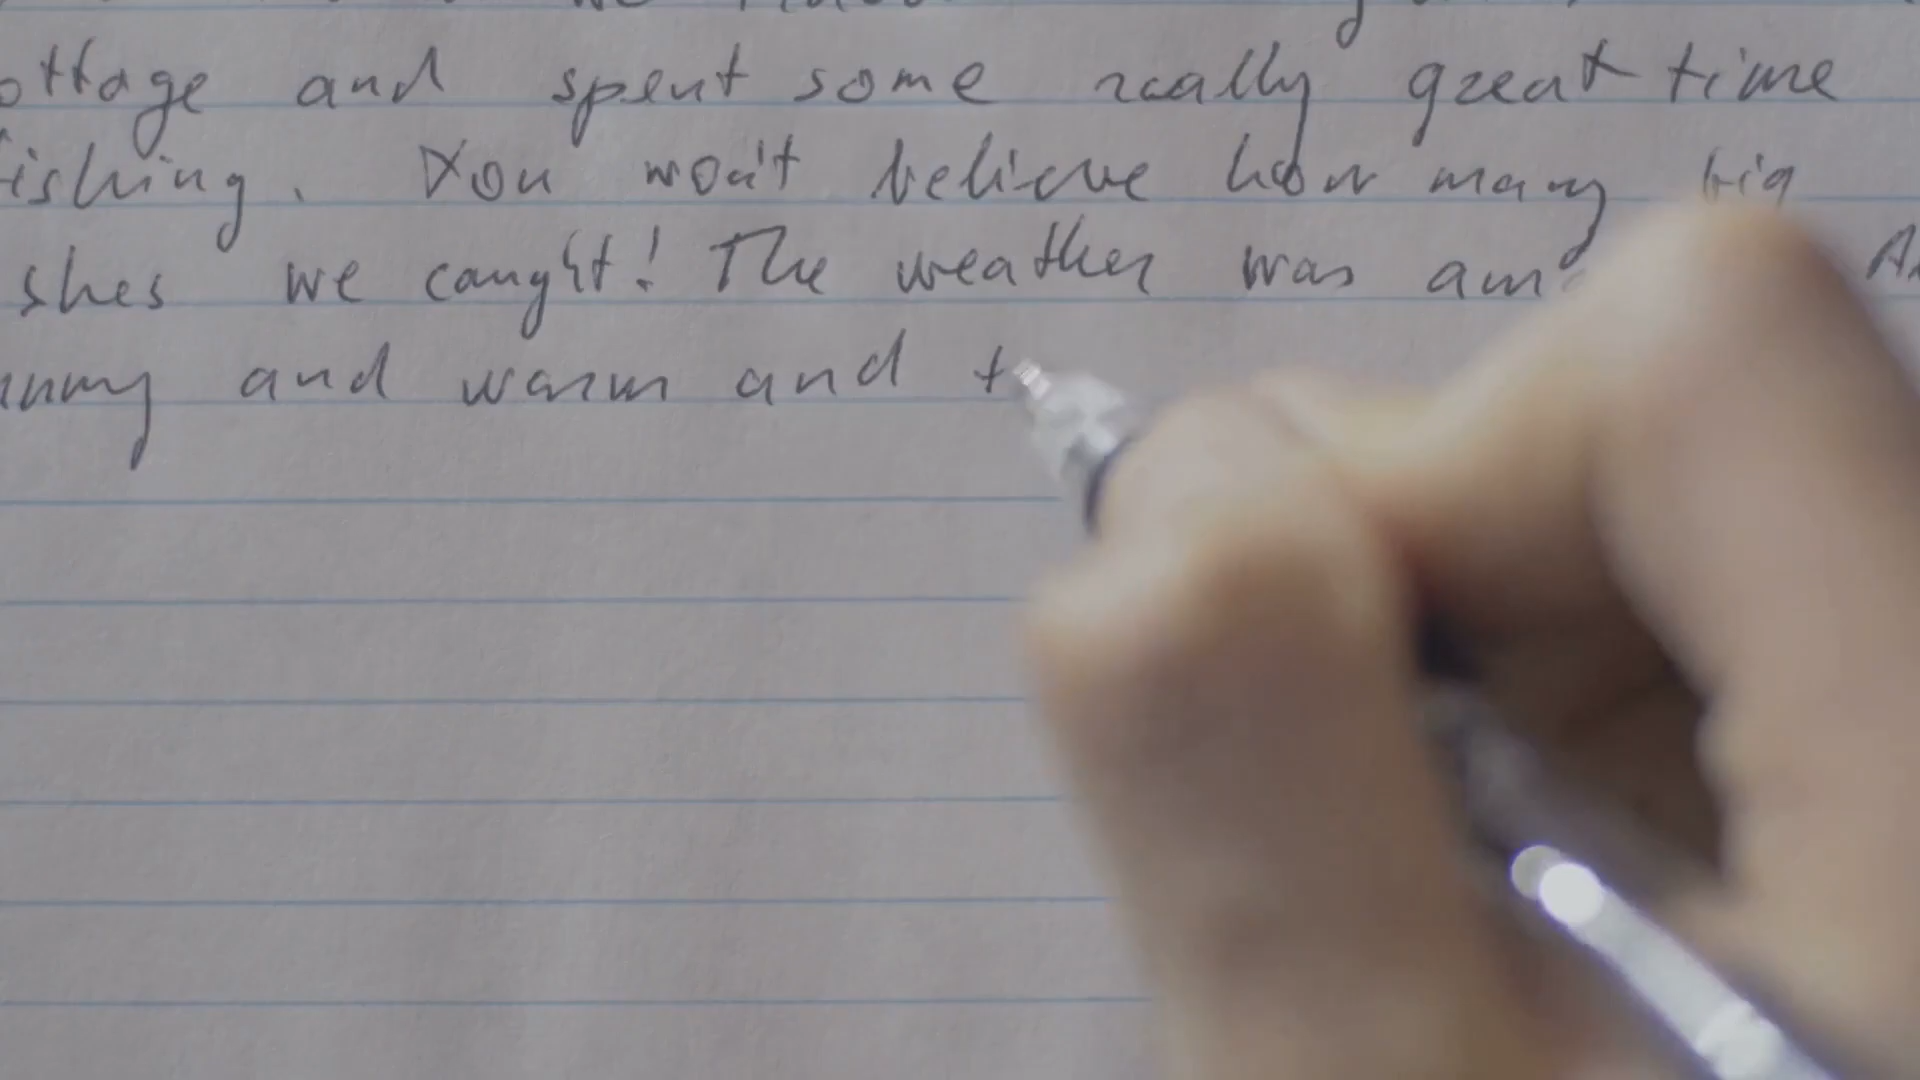 ottage and spent some really great time
ishing. You won't believe how many big
shes we caught! The weather was am
unny and warm and t